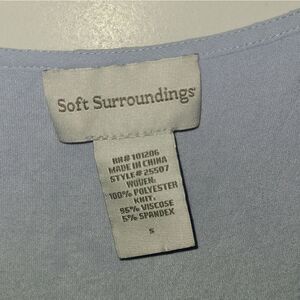 Soft Surroundings
RN# 101206
MADE IN CHINA
STYLE# 25507
WOVEN:
100% POLYESTER
KNIT:
95% VISCOSE
5% SPANDEX
S